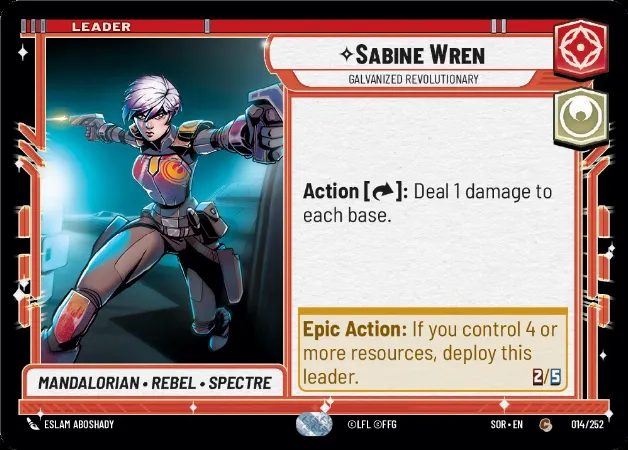 LEADER
SABINE WREN
GALVANIZED REVOLUTIONARY
Action []: Deal 1 damage to
each base.
Epic Action: If you control 4 or
more resources, deploy this
leader.
2/5
MANDALORIAN • REBEL • SPECTRE
ESLAM ABOSHADY
©LFL ©FFG
SOR • EN
C
014/252